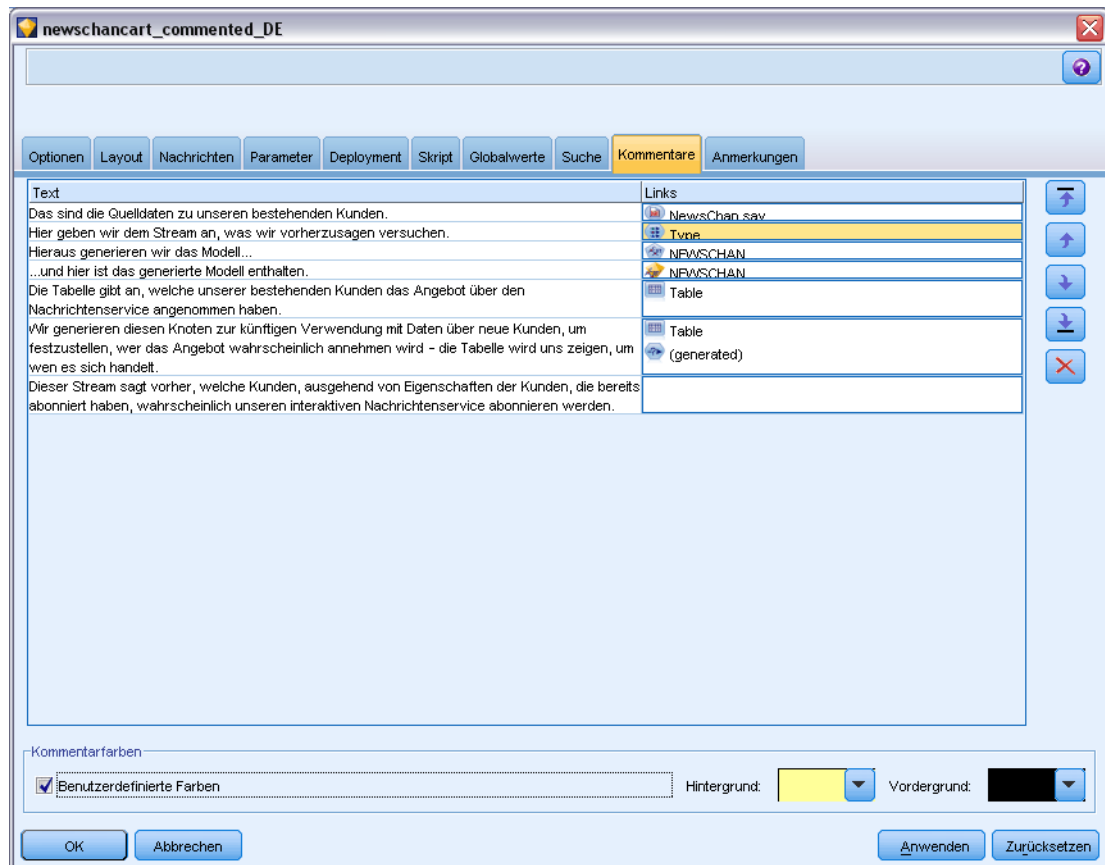 newschancart_commented_DE
Optionen Layout Nachrichten Parameter Deployment Skript Globalwerte Suche Kommentare Anmerkungen
Text Links
Das sind die Quelldaten zu unseren bestehenden Kunden. NewsChan.sav
Hier geben wir dem Stream an, was wir vorherzusagen versuchen. Type
Hieraus generieren wir das Modell... NEWSCHAN
...und hier ist das generierte Modell enthalten. NEWSCHAN
Die Tabelle gibt an, welche unserer bestehenden Kunden das Angebot über den Table
Nachrichtenservice angenommen haben.
Wir generieren diesen Knoten zur künftigen Verwendung mit Daten über neue Kunden, um Table
festzustellen, wer das Angebot wahrscheinlich annehmen wird - die Tabelle wird uns zeigen, um (generated)
wen es sich handelt.
Dieser Stream sagt vorher, welche Kunden, ausgehend von Eigenschaften der Kunden, die bereits
abonniert haben, wahrscheinlich unseren interaktiven Nachrichtenservice abonnieren werden.
Kommentarfarben
Benutzerdefinierte Farben Hintergrund: Vordergrund:
OK Abbrechen Anwenden Zurücksetzen